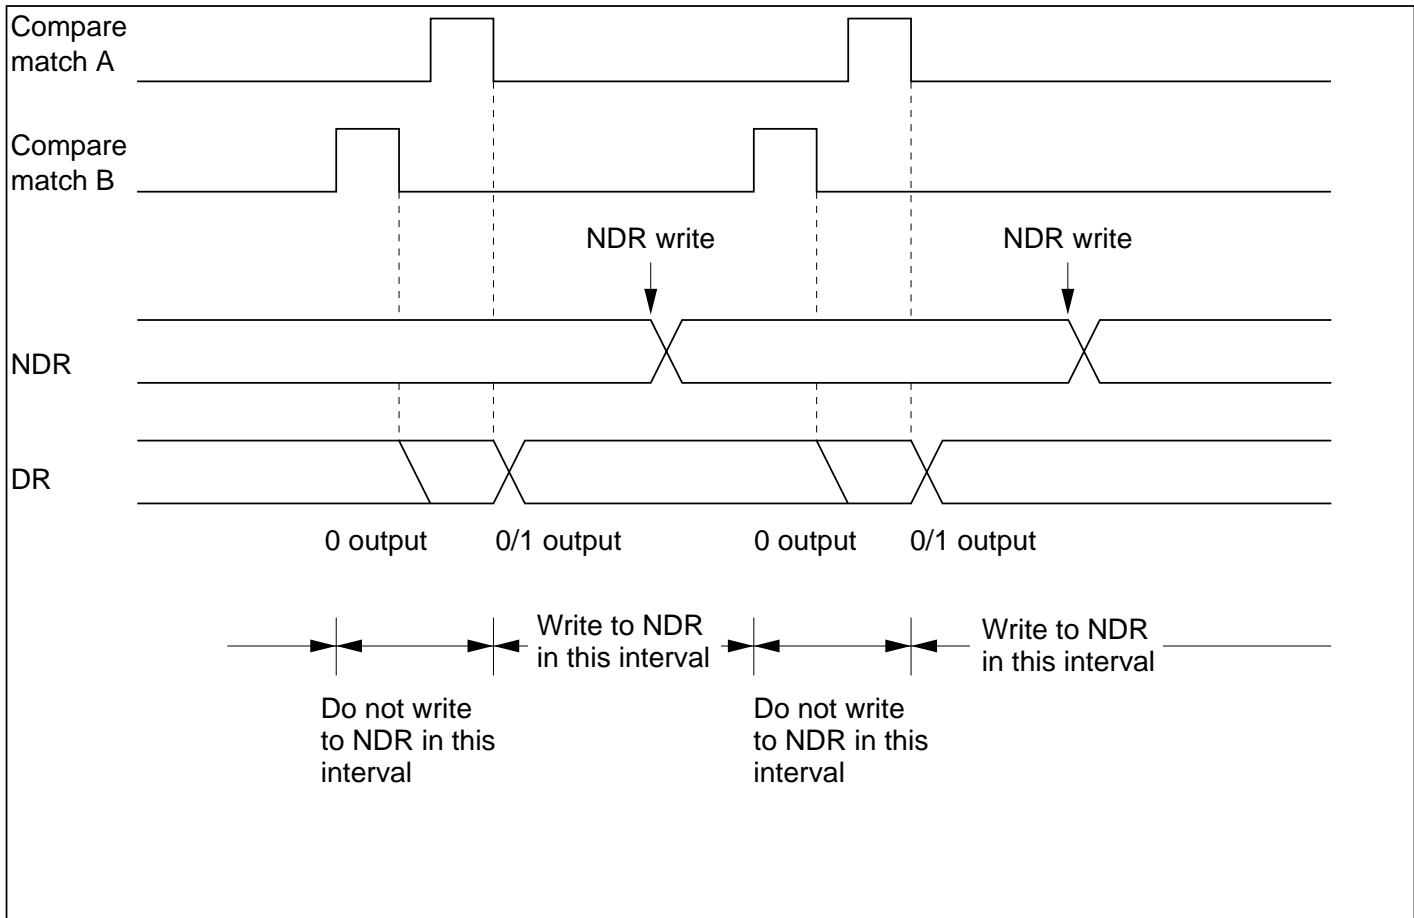 Compare
match A
Compare
match B
NDR write
NDR write
NDR
DR
0 output
0/1 output
0 output
0/1 output
Write to NDR
in this interval
Write to NDR
in this interval
Do not write
to NDR in this
interval
Do not write
to NDR in this
interval